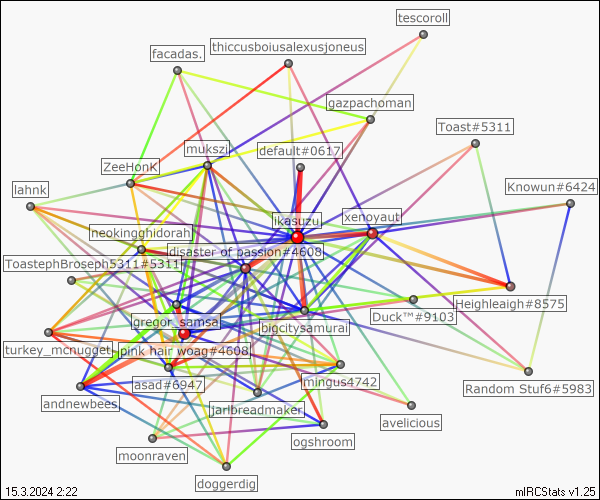 tescoroll
thiccusboiusalexusjoneus
facadas.
gazpachoman
Toast#5311
mukszi
default#0617
ZeeHonk
Knowun#6424
lahnk
ikasuzu.
xenoyaut
neokingghidorah
disaster of passion#4608
ToastephBroseph5311#5311
Heighleaigh#8575
Duck™#9103
gregor_samsa
bigcitysamurai
turkey_mcnugget
pink hair woag#4608
mingus4742
asad#6947
Random Stuf6#5983
andnewbees
jarlbreadmaker
avelicious
ogshroom
moonraven
doggerdig
15.3.2024 2:22
mIRCStats v1.25